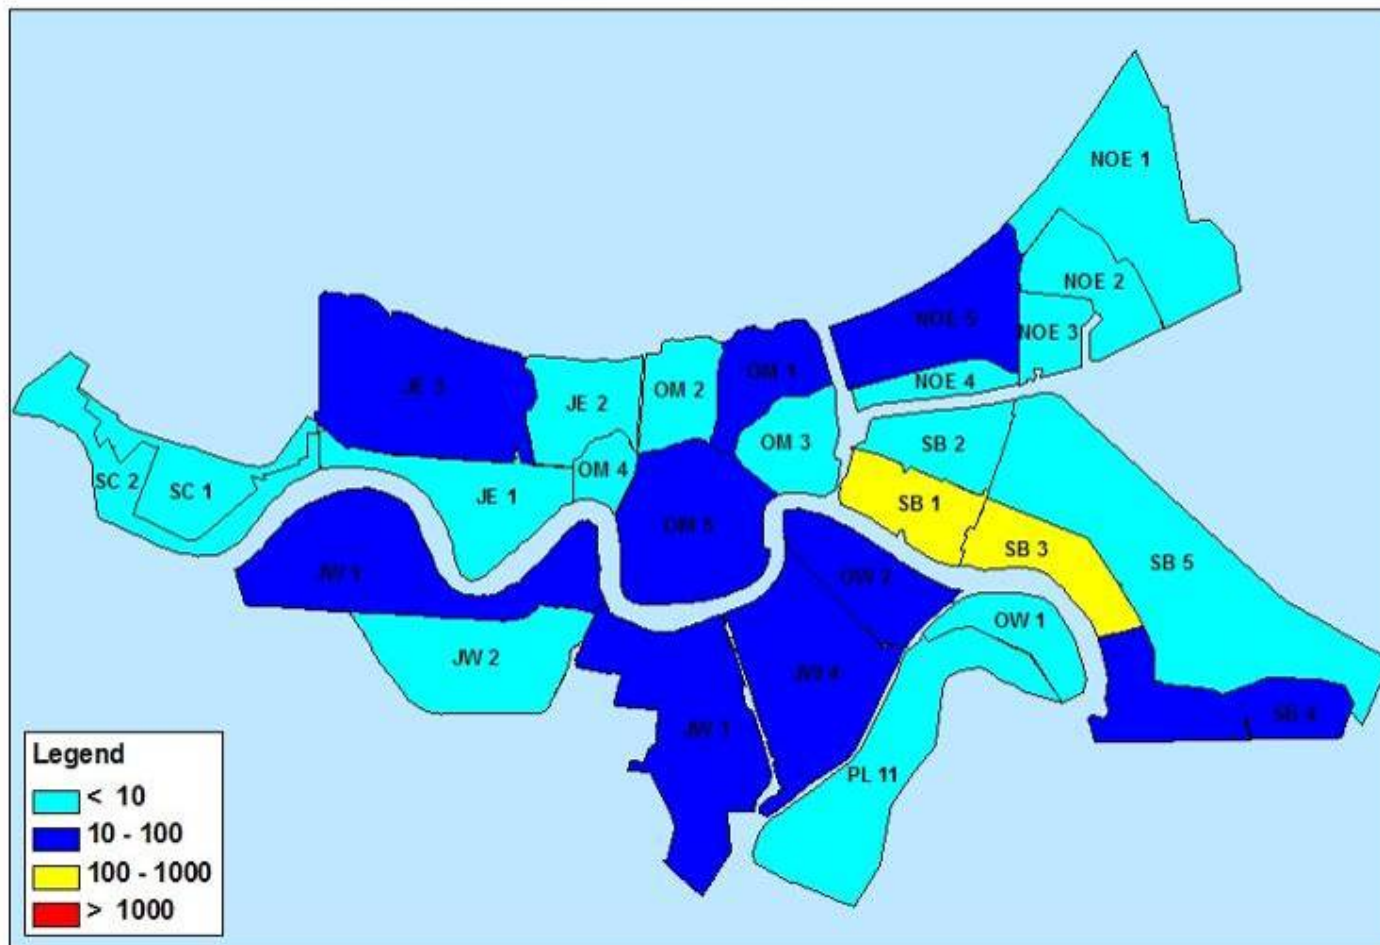 NOE 1
NOE 2
NOE 5
NOE 3
NOE 4
JE 3
JE 2
OM 2
OM 1
OM 3
SB 2
OM 4
SC 2
SC 1
JE 1
SB 1
OM 5
SB 3
SB 5
OW 2
OW 1
JW 2
JW 4
SB 4
JW 1
PL 11
Legend
< 10
10 - 100
100 - 1000
> 1000